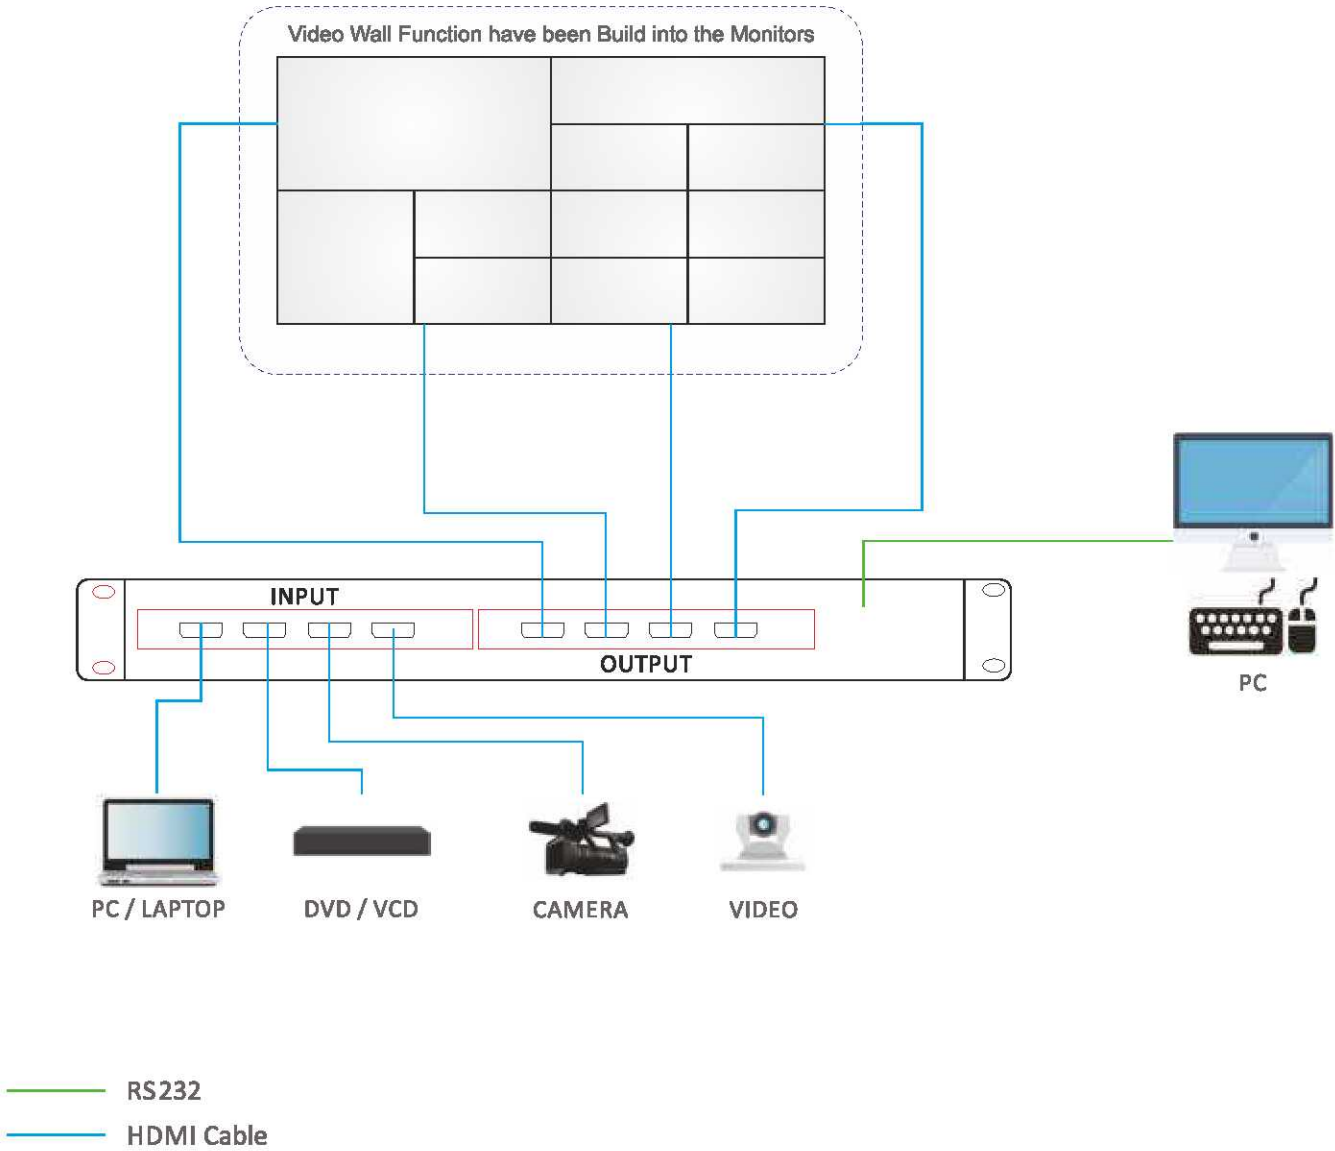 Video Wall Function have been Build into the Monitors
INPUT
OUTPUT
PC
PC / LAPTOP
DVD / VCD
CAMERA
VIDEO
RS232
HDMI Cable